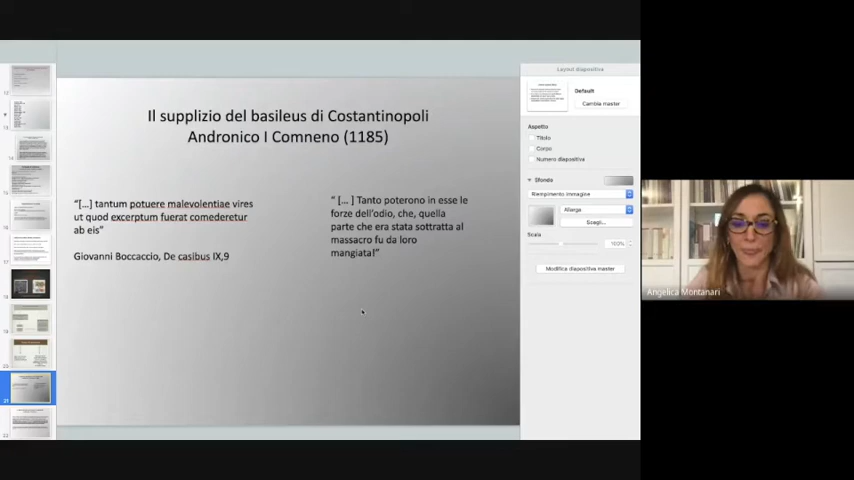 Il supplizio del basileus di Costantinopoli
Andronico I Comneno (1185)
“[…] tantum potuere malevolentiae vires
ut quod excerptum fuerat comederetur
ab eis”
Giovanni Boccaccio, De casibus IX,9
“ [… ] Tanto poterono in esse le
forze dell’odio, che, quella
parte che era stata sottratta al
massacro fu da loro
mangiata!”
Layout diapositiva
Default
Cambia master
Aspetto
Titolo
Corpo
Numero diapositiva
Sfondo
Riempimento immagine
Allarga
Scegli...
Scala
100%
Modifica diapositiva master
Angelica Montanari